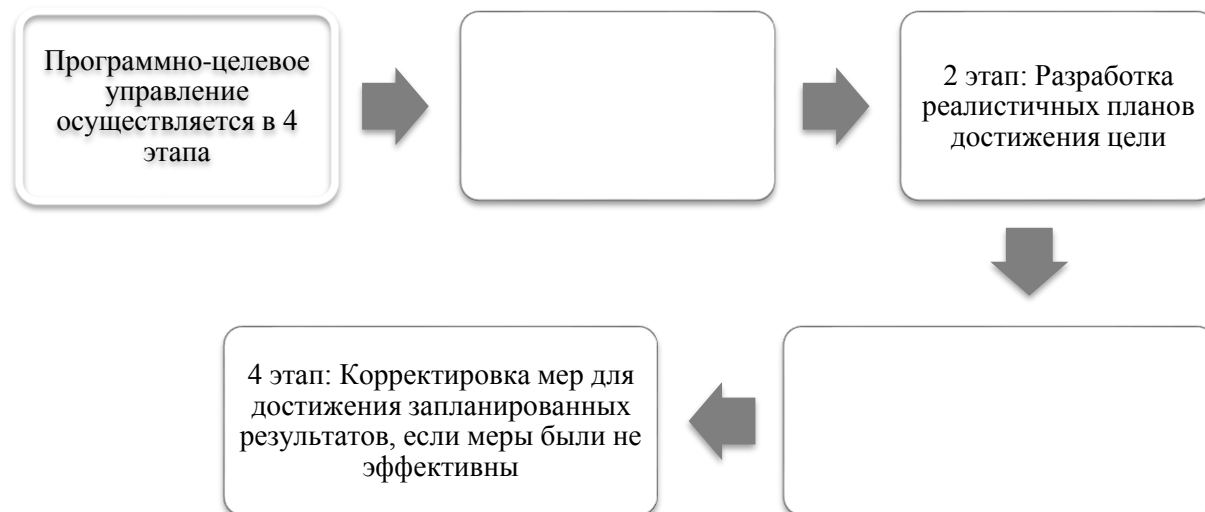 Программно-целевое
управление
осуществляется в 4
этапа
2 этап: Разработка
реалистичных планов
достижения цели
4 этап: Корректировка мер для
достижения запланированных
результатов, если меры были не
эффективны